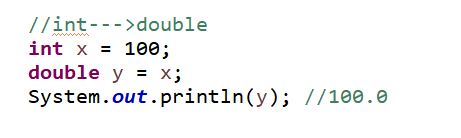 //int--->double
int x = 100;
double y = x;
System.out.println(y); //100.0